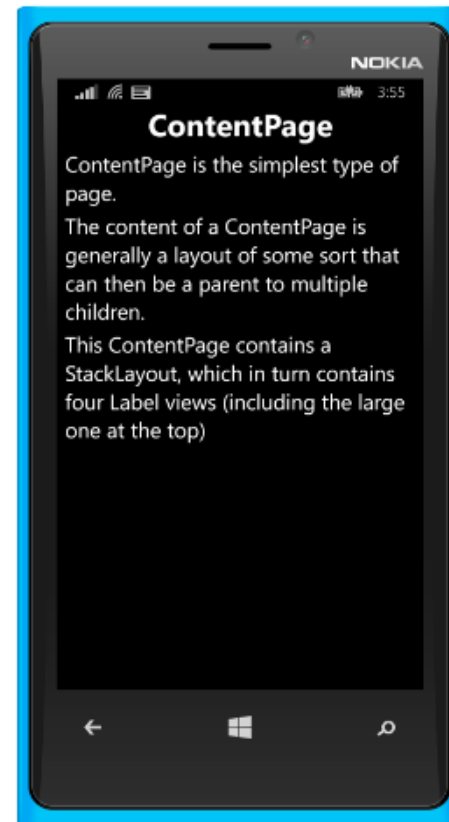 NOKIA
3:55
ContentPage
ContentPage is the simplest type of
page.
The content of a ContentPage is
generally a layout of some sort that
can then be a parent to multiple
children.
This ContentPage contains a
StackLayout, which in turn contains
four Label views (including the large
one at the top)